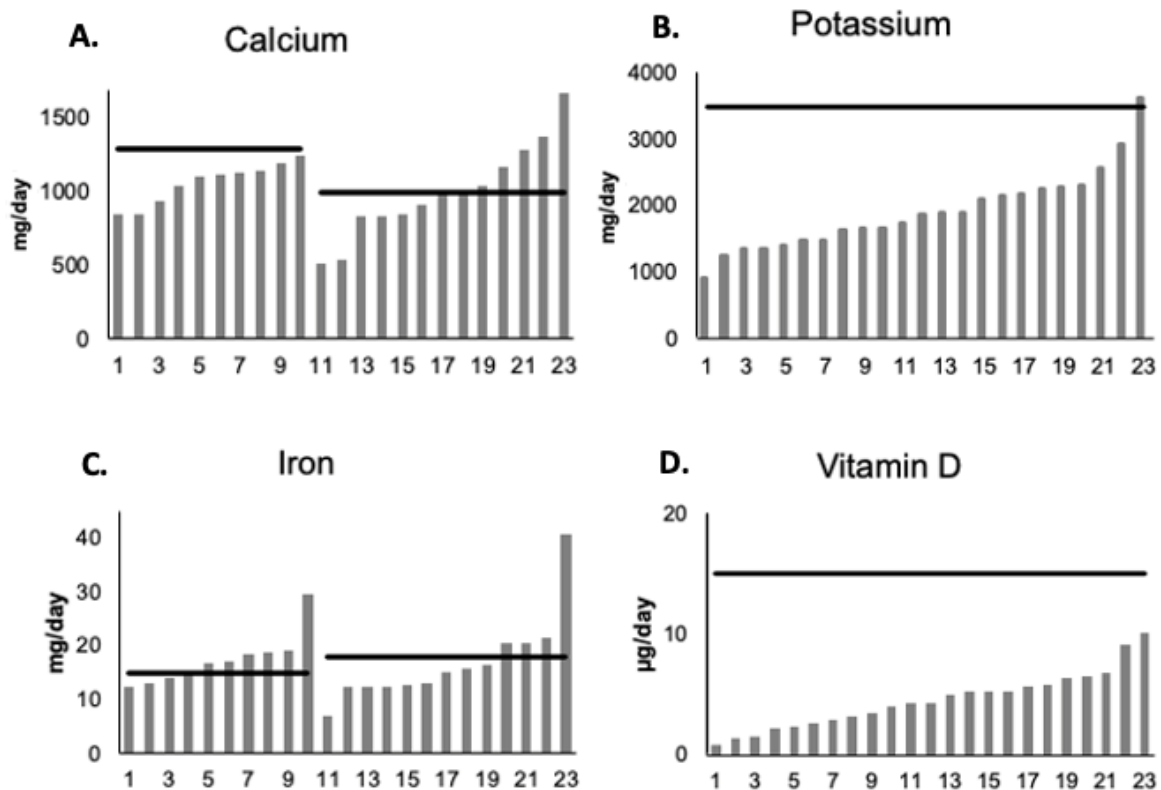 A.
Calcium
mg/day
1500
1000
500
0
1 3 5 7 9 11 13 15 17 19 21 23
B.
Potassium
mg/day
4000
3000
2000
1000
0
1 3 5 7 9 11 13 15 17 19 21 23
C.
Iron
mg/day
40
30
20
10
0
1 3 5 7 9 11 13 15 17 19 21 23
D.
Vitamin D
µg/day
20
10
0
1 3 5 7 9 11 13 15 17 19 21 23